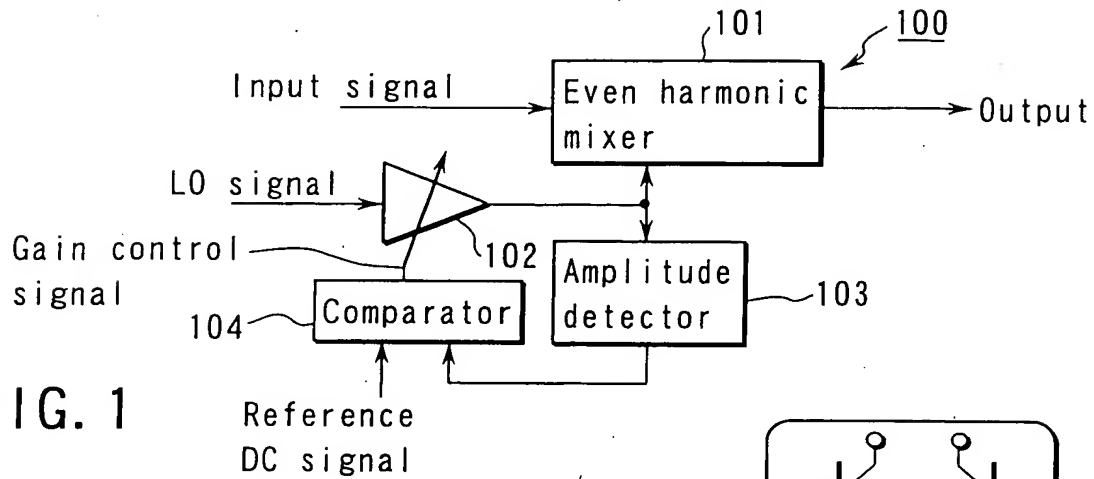 101
100
Input signal
Even harmonic
mixer
Output
LO signal
102
Gain control
signal
Amplitude
detector
103
104
Comparator
IG. 1
Reference
DC signal